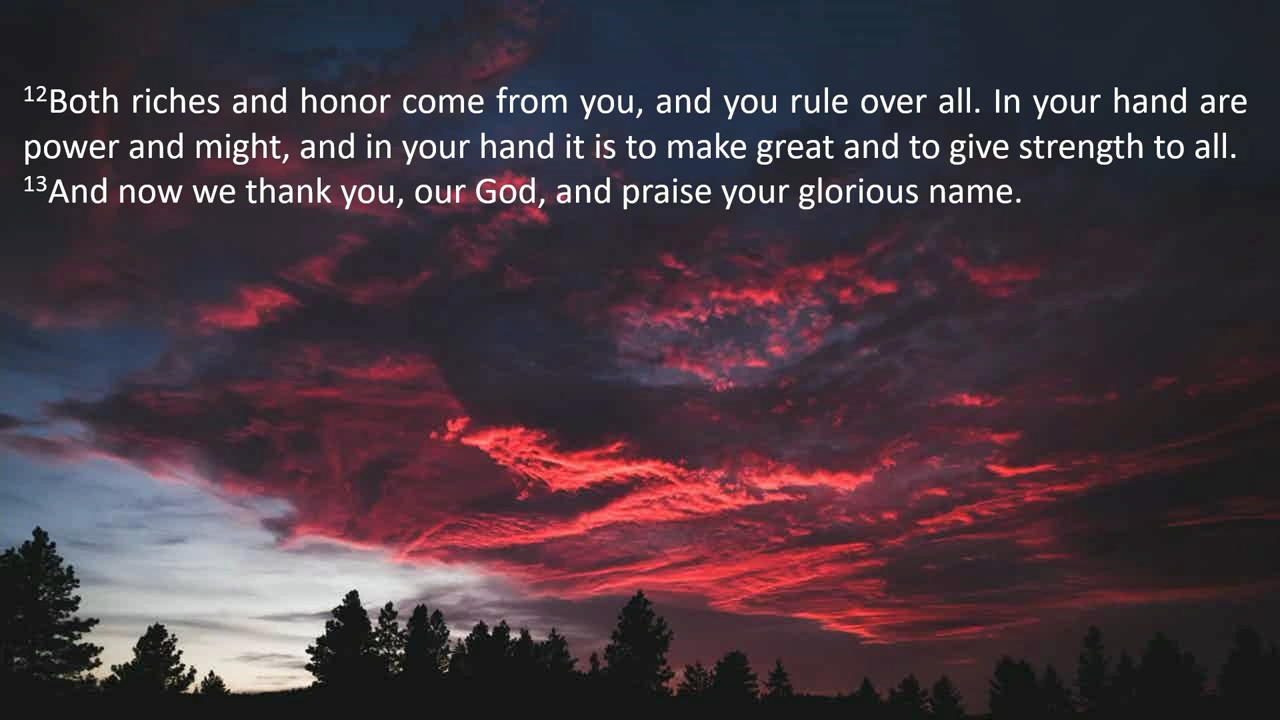 ¹²Both riches and honor come from you, and you rule over all. In your hand are
power and might, and in your hand it is to make great and to give strength to all.
¹³And now we thank you, our God, and praise your glorious name.